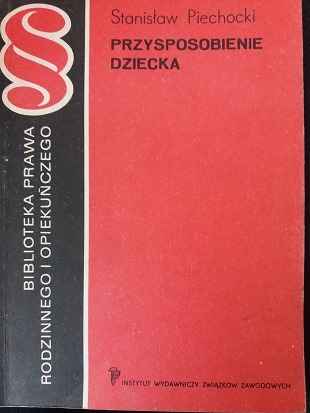 Stanisław Piechocki
PRZYSPOSOBIENIE
DZIECKA
§
BIBLIOTEKA PRAWA
RODZINNEGO I OPIEKUŃCZEGO
INSTYTUT WYDAWNICZY ZWIĄZKÓW ZAWODOWYCH